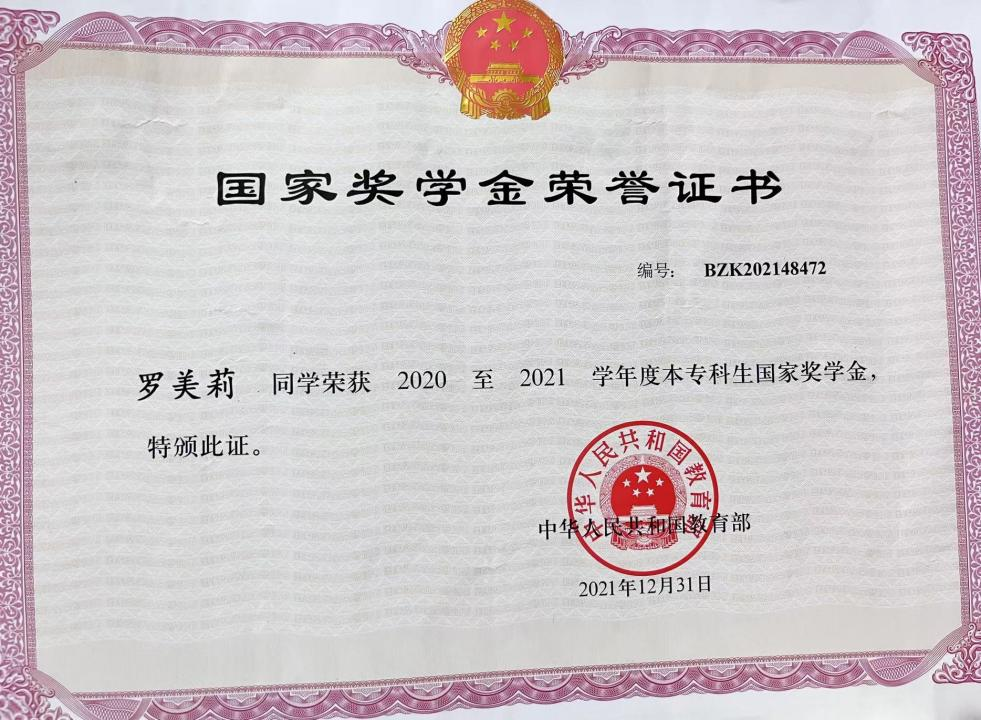 国家奖学金荣誉证书
编号： BZK202148472
罗美莉 同学荣获 2020 至 2021 学年度本专科生国家奖学金，
特颁此证。
中华人民共和国教育部
中华人民共和国教育部
2021年12月31日